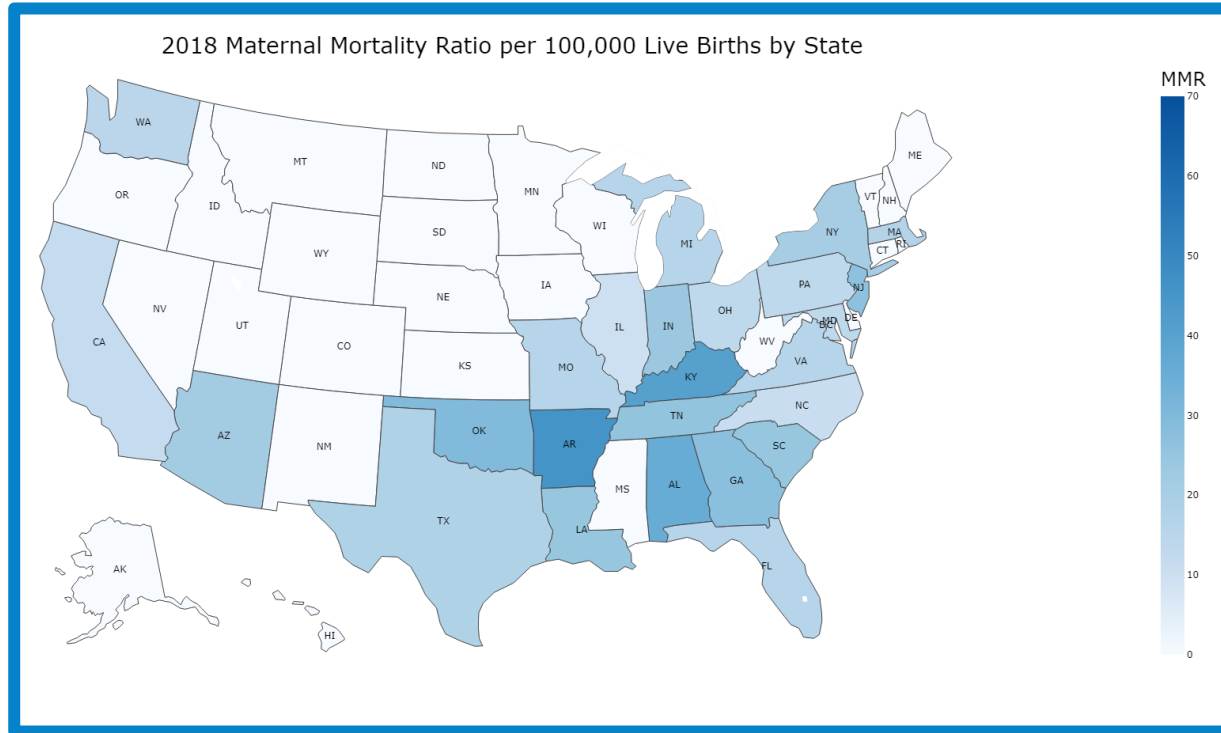 2018 Maternal Mortality Ratio per 100,000 Live Births by State
MMR
70
60
50
40
30
20
10
0
WA
MT
ND
MN
ME
OR
ID
SD
WI
VT
NH
WY
MI
NY
MA
CT
RI
NV
UT
NE
IA
PA
NJ
CA
CO
KS
IL
IN
OH
MD
DE
DC
WV
VA
MO
KY
AZ
NM
OK
AR
TN
NC
SC
TX
LA
MS
AL
GA
FL
AK
HI